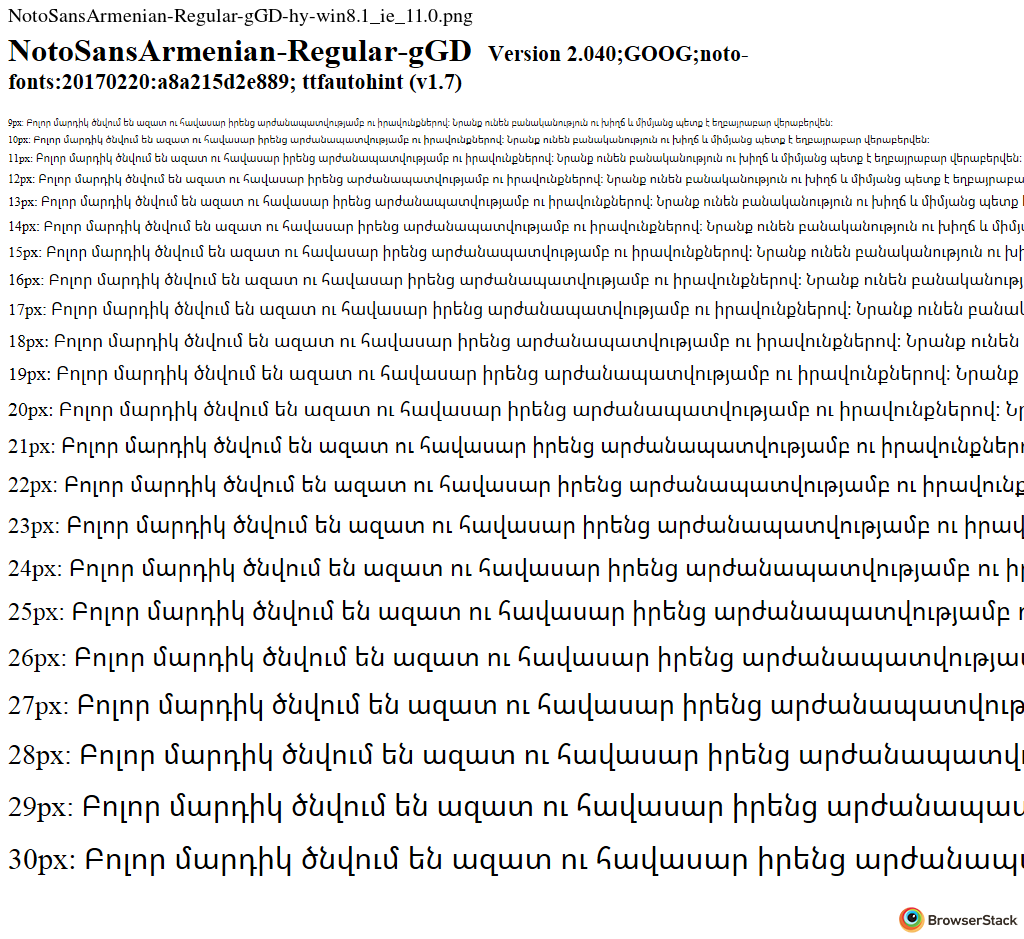 NotoSansArmenian-Regular-gGD-hy-win8.1_ie_11.0.png
NotoSansArmenian-Regular-gGD Version 2.040;GOOG;noto-
fonts:20170220:a8a215d2e889; ttfautohint (v1.7)
9px: Բոլոր մարդիկ ծնվում են ազատ ու հավասար իրենց արժանապատվությամբ ու իրավունքներով: Նրանք ունեն բանականություն ու խիղճ և միմյանց պետք է եղբայրաբար վերաբերվեն:
10px: Բոլոր մարդիկ ծնվում են ազատ ու հավասար իրենց արժանապատվությամբ ու իրավունքներով: Նրանք ունեն բանականություն ու խիղճ և միմյանց պետք է եղբայրաբար վերաբերվեն:
11px: Բոլոր մարդիկ ծնվում են ազատ ու հավասար իրենց արժանապատվությամբ ու իրավունքներով: Նրանք ունեն բանականություն ու խիղճ և միմյանց պետք է եղբայրաբար վերաբերվեն:
12px: Բոլոր մարդիկ ծնվում են ազատ ու հավասար իրենց արժանապատվությամբ ու իրավունքներով: Նրանք ունեն բանականություն ու խիղճ և միմյանց պետք է եղբայրաբա
13px: Բոլոր մարդիկ ծնվում են ազատ ու հավասար իրենց արժանապատվությամբ ու իրավունքներով: Նրանք ունեն բանականություն ու խիղճ և միմյանց պետք
14px: Բոլոր մարդիկ ծնվում են ազատ ու հավասար իրենց արժանապատվությամբ ու իրավունքներով: Նրանք ունեն բանականություն ու խիղճ և միմյ
15px: Բոլոր մարդիկ ծնվում են ազատ ու հավասար իրենց արժանապատվությամբ ու իրավունքներով: Նրանք ունեն բանականություն ու խի
16px: Բոլոր մարդիկ ծնվում են ազատ ու հավասար իրենց արժանապատվությամբ ու իրավունքներով: Նրանք ունեն բանականությ
17px: Բոլոր մարդիկ ծնվում են ազատ ու հավասար իրենց արժանապատվությամբ ու իրավունքներով: Նրանք ունեն բանակ
18px: Բոլոր մարդիկ ծնվում են ազատ ու հավասար իրենց արժանապատվությամբ ու իրավունքներով: Նրանք ունեն
19px: Բոլոր մարդիկ ծնվում են ազատ ու հավասար իրենց արժանապատվությամբ ու իրավունքներով: Նրանք
20px: Բոլոր մարդիկ ծնվում են ազատ ու հավասար իրենց արժանապատվությամբ ու իրավունքներով: Նր
21px: Բոլոր մարդիկ ծնվում են ազատ ու հավասար իրենց արժանապատվությամբ ու իրավունքներ
22px: Բոլոր մարդիկ ծնվում են ազատ ու հավասար իրենց արժանապատվությամբ ու իրավունք
23px: Բոլոր մարդիկ ծնվում են ազատ ու հավասար իրենց արժանապատվությամբ ու իրավ
24px: Բոլոր մարդիկ ծնվում են ազատ ու հավասար իրենց արժանապատվությամբ ու իր
25px: Բոլոր մարդիկ ծնվում են ազատ ու հավասար իրենց արժանապատվությամբ
26px: Բոլոր մարդիկ ծնվում են ազատ ու հավասար իրենց արժանապատվությա
27px: Բոլոր մարդիկ ծնվում են ազատ ու հավասար իրենց արժանապատվութ
28px: Բոլոր մարդիկ ծնվում են ազատ ու հավասար իրենց արժանապատվ
29px: Բոլոր մարդիկ ծնվում են ազատ ու հավասար իրենց արժանապատ
30px: Բոլոր մարդիկ ծնվում են ազատ ու հավասար իրենց արժանապ
BrowserStack